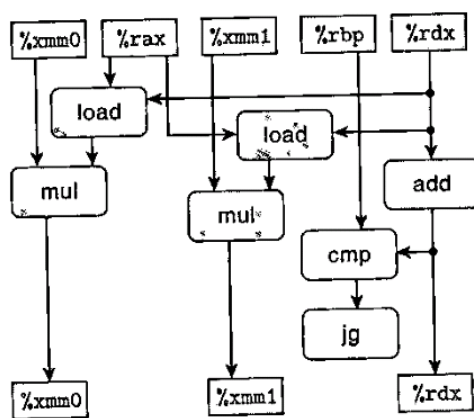 %xmm0 %rax %xmm1 %rbp %rdx
load
load
mul
add
mul
cmp
jg
%xmm0 %xmm1 %rdx